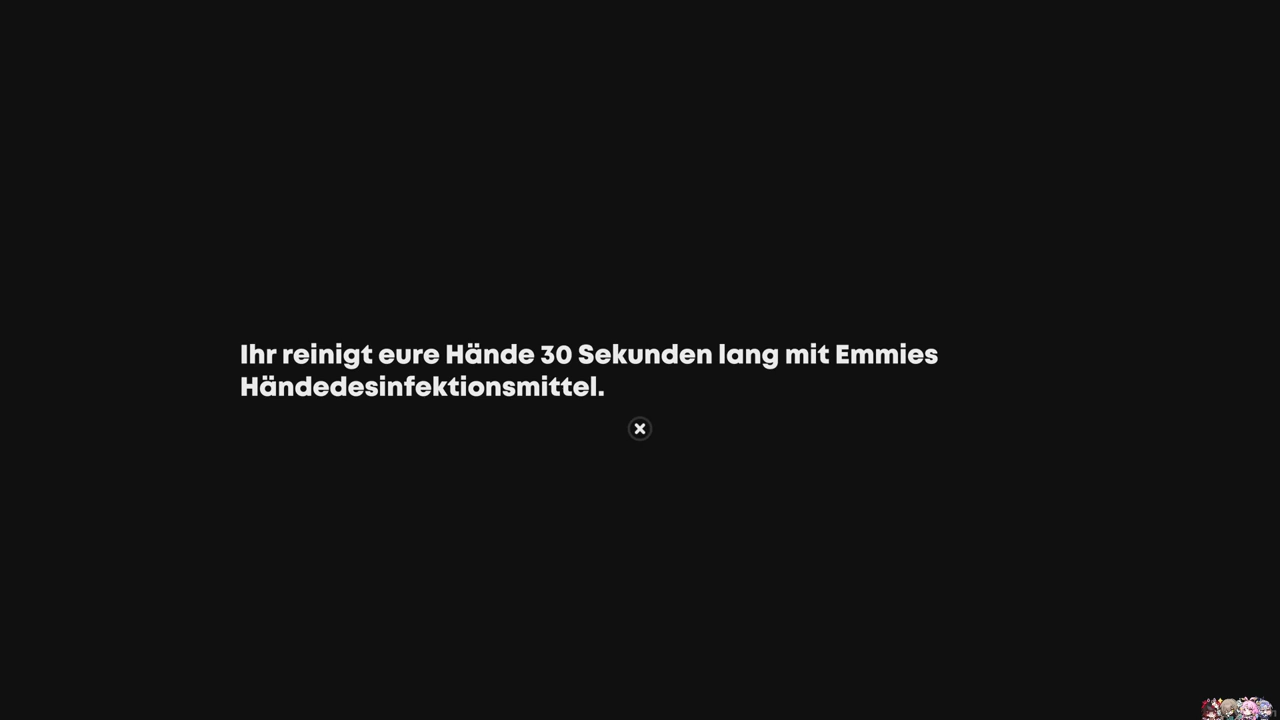 Ihr reinigt eure Hände 30 Sekunden lang mit Emmies
Händedesinfektionsmittel.